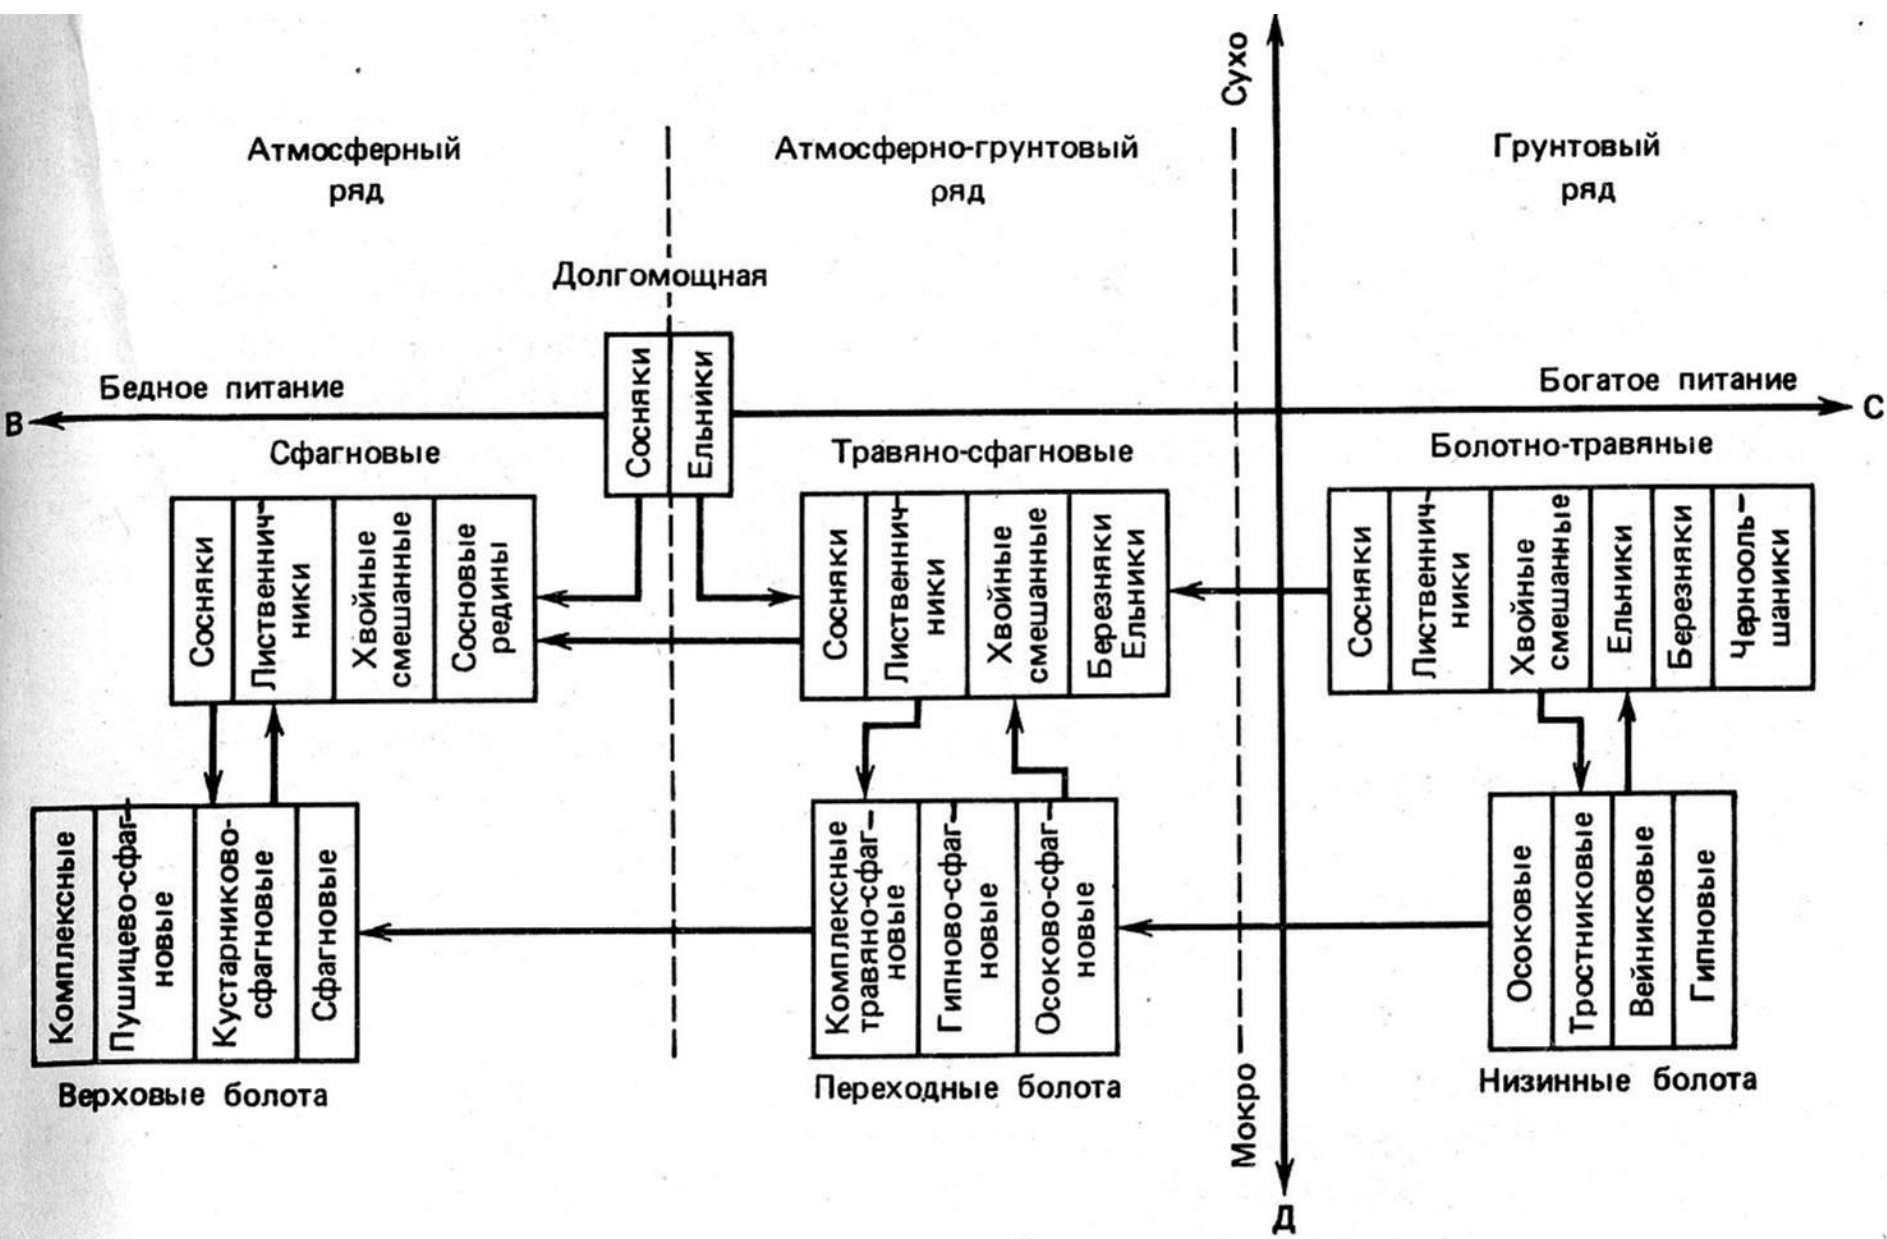 Сухо
Атмосферный
ряд
Атмосферно-грунтовый
ряд
Грунтовый
ряд
Долгомощная
Сосняки
Ельники
Бедное питание
Богатое питание
В
С
Сфагновые
Травяно-сфагновые
Болотно-травяные
Сосняки
Лиственнич-
ники
Хвойные
смешанные
Сосновые
редины
Сосняки
Лиственнич-
ники
Хвойные
смешанные
Березняки
Ельники
Сосняки
Лиственнич-
ники
Хвойные
смешанные
Ельники
Березняки
Чернооль-
шаники
Комплексные
Пушицево-сфаг-
новые
Кустарниково-
сфагновые
Сфагновые
Комплексные
травяно-сфаг-
новые
Гипново-сфаг-
новые
Осоково-сфаг-
новые
Осоковые
Тростниковые
Вейниковые
Гипновые
Верховые болота
Переходные болота
Низинные болота
Мокро
Д